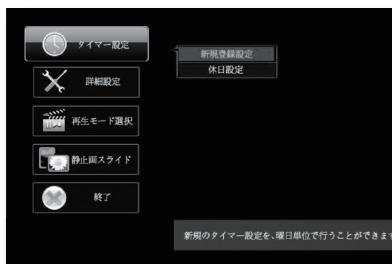 タイマー設定
新規登録設定
休日設定
詳細設定
再生モード選択
静止画スライド
終了
新規のタイマー設定を、曜日単位で行うことができます